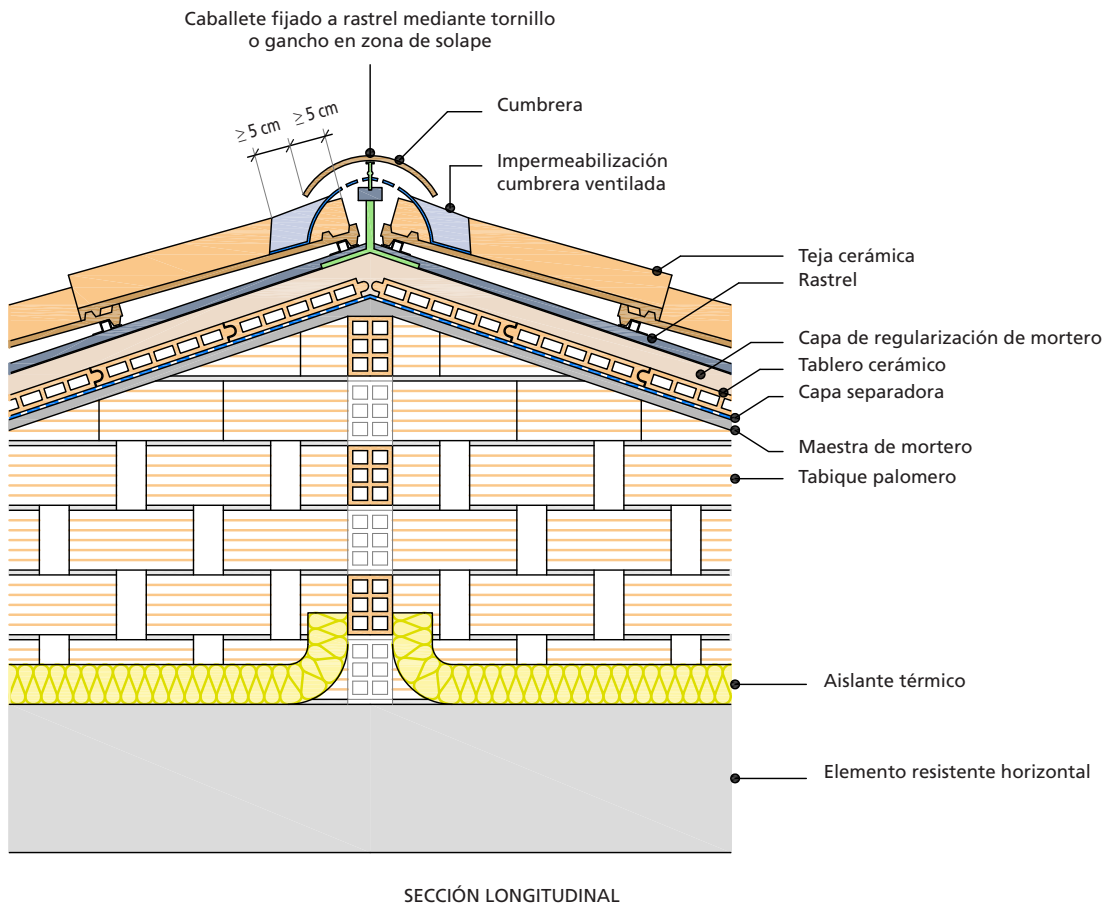 Caballete fijado a rastrel mediante tornillo
o gancho en zona de solape
≥ 5 cm
≥ 5 cm
Cumbrera
Impermeabilización
cumbrera ventilada
Teja cerámica
Rastrel
Capa de regularización de mortero
Tablero cerámico
Capa separadora
Maestra de mortero
Tabique palomero
Aislante térmico
Elemento resistente horizontal
SECCIÓN LONGITUDINAL